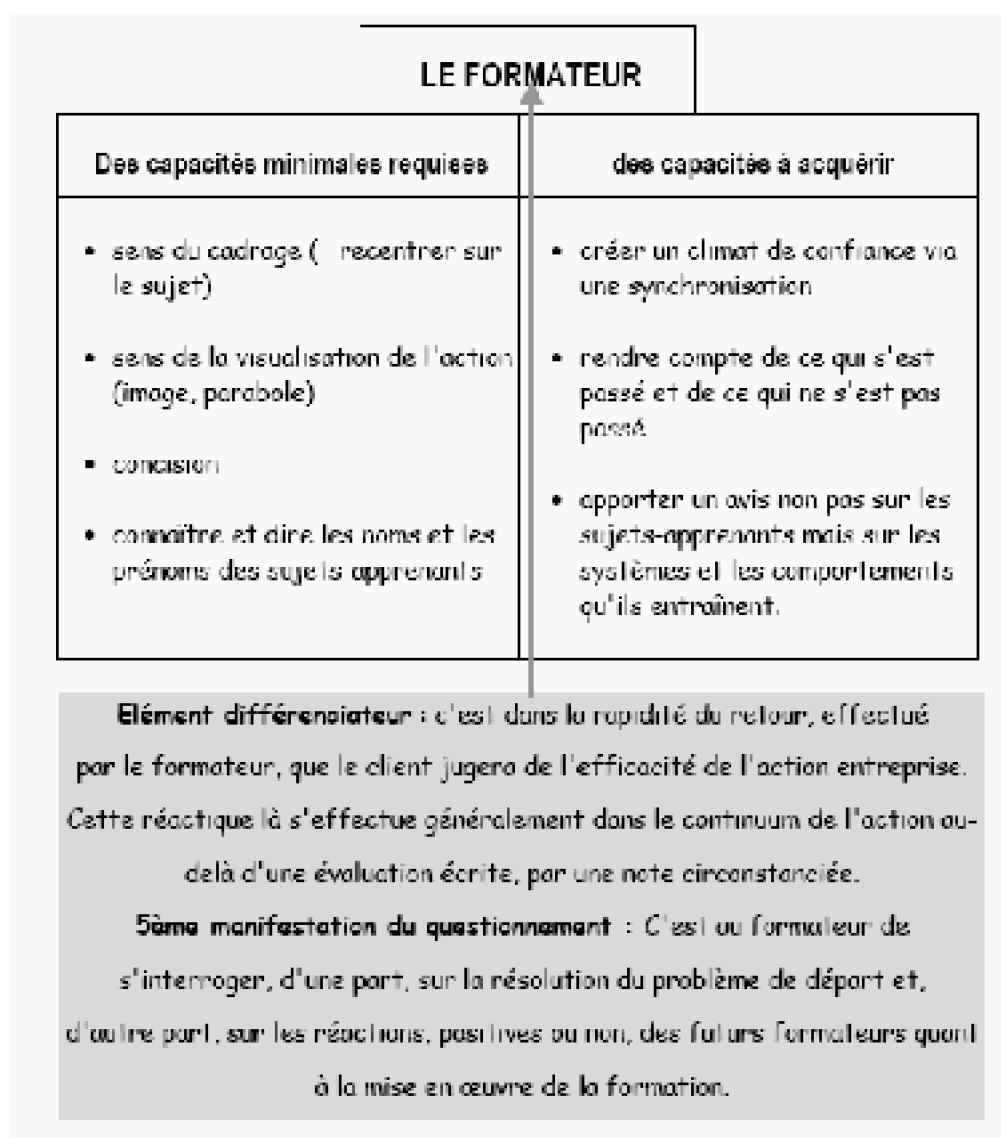 LE FORMATEUR
Des capacités minimales requises
sens du cadrage ( recentrer sur
le sujet)
sens de la visualisation de l'action
(image, parabole)
concision
connaître et dire les noms et les
prénoms des sujets apprenants
des capacités à acquérir
créer un climat de confiance via
une synchronisation
rendre compte de ce qui s'est
passé et de ce qui ne s'est pas
passé
apporter un avis non pas sur les
sujets-apprenants mais sur les
systèmes et les comportements
qu'ils entraînent.
Elément différenciateur : c'est dans la rapidité du retour, effectué
par le formateur, que le client jugera de l'efficacité de l'action entreprise.
Cette réactique là s'effectue généralement dans le continuum de l'action au-
delà d'une évaluation écrite, par une note circonstanciée.
5ème manifestation du questionnement : C'est au formateur de
s'interroger, d'une part, sur la résolution du problème de départ et,
d'autre part, sur les réactions, positives ou non, des futurs formateurs quant
à la mise en œuvre de la formation.